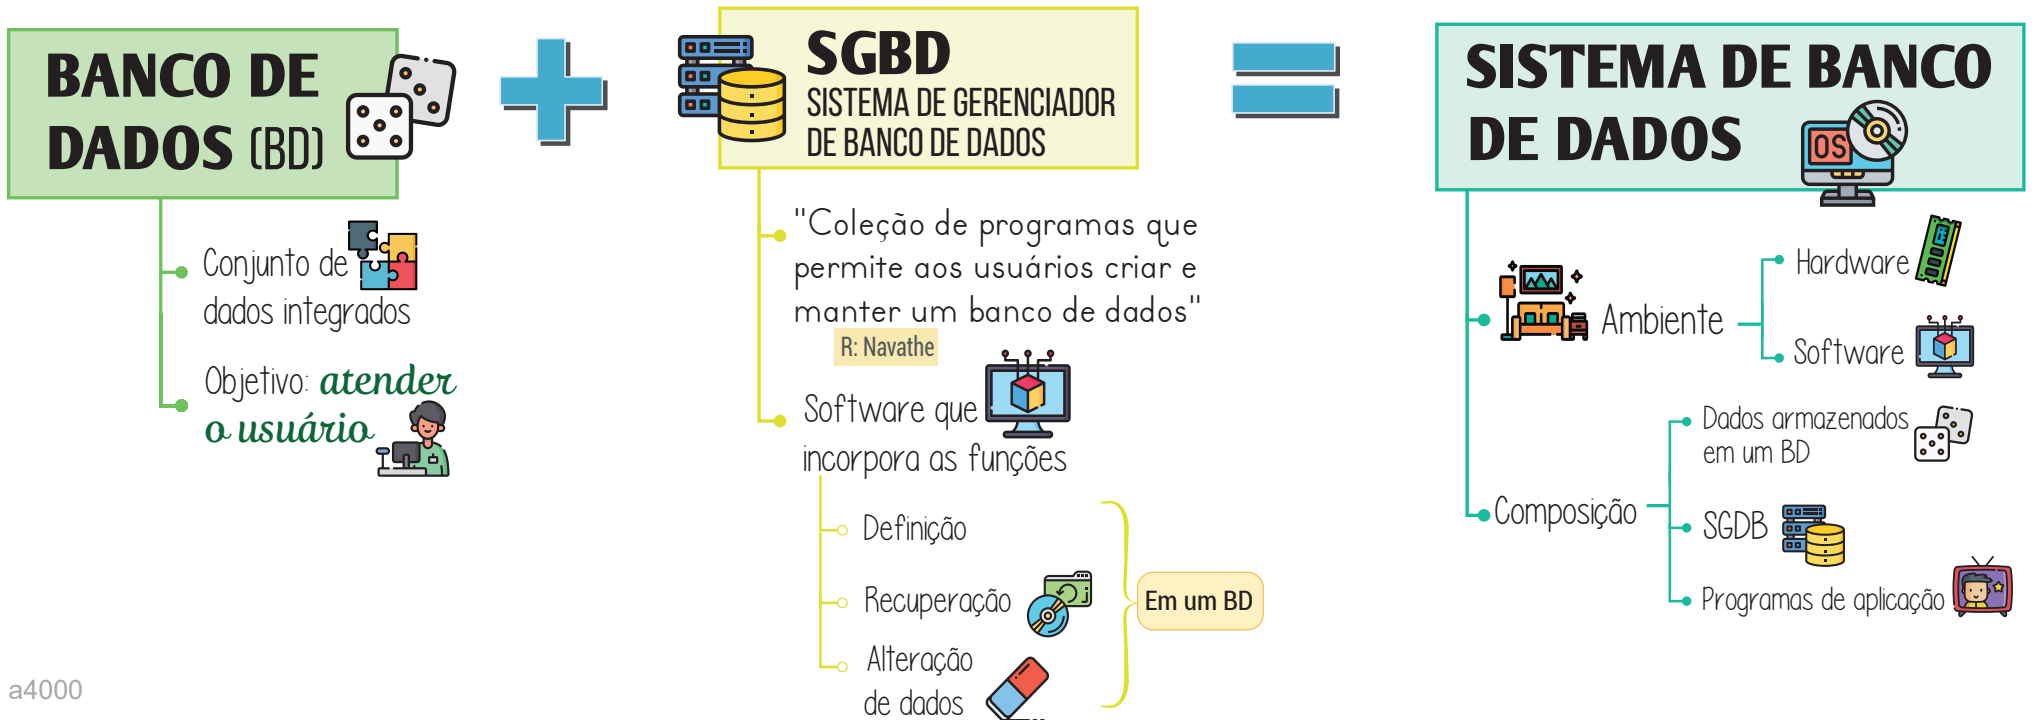 BANCO DE
DADOS (BD)
Conjunto de
dados integrados
Objetivo: atender
o usuário
SGBD
SISTEMA DE GERENCIADOR
DE BANCO DE DADOS
"Coleção de programas que
permite aos usuários criar e
manter um banco de dados"
R: Navathe
Software que
incorpora as funções
Definição
Recuperação
Alteração
de dados
Em um BD
SISTEMA DE BANCO
DE DADOS
OS
Ambiente
Hardware
Software
Composição
Dados armazenados
em um BD
SGDB
Programas de aplicação
a4000